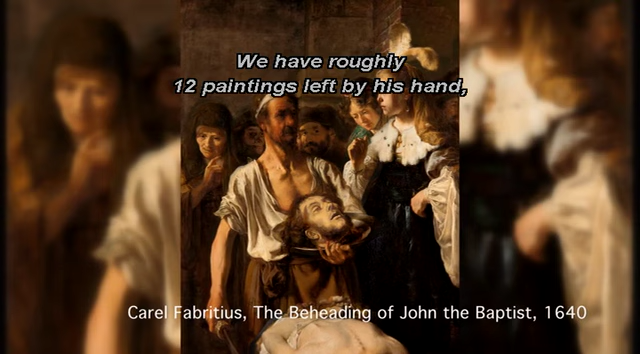 We have roughly
12 paintings left by his hand,
Carel Fabritius, The Beheading of John the Baptist, 1640